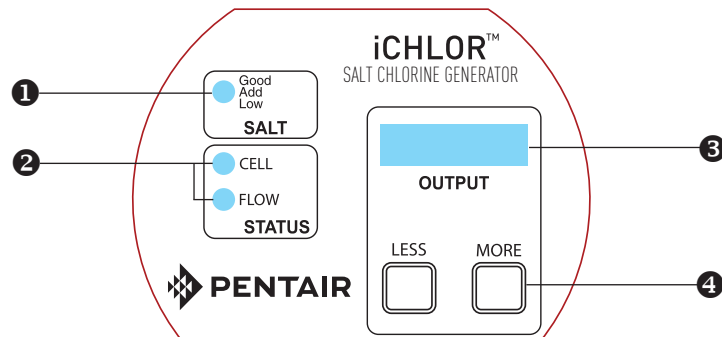 iCHLOR™
SALT CHLORINE GENERATOR
1
Good
Add
Low
SALT
2
CELL
FLOW
STATUS
3
OUTPUT
LESS
MORE
4
PENTAIR